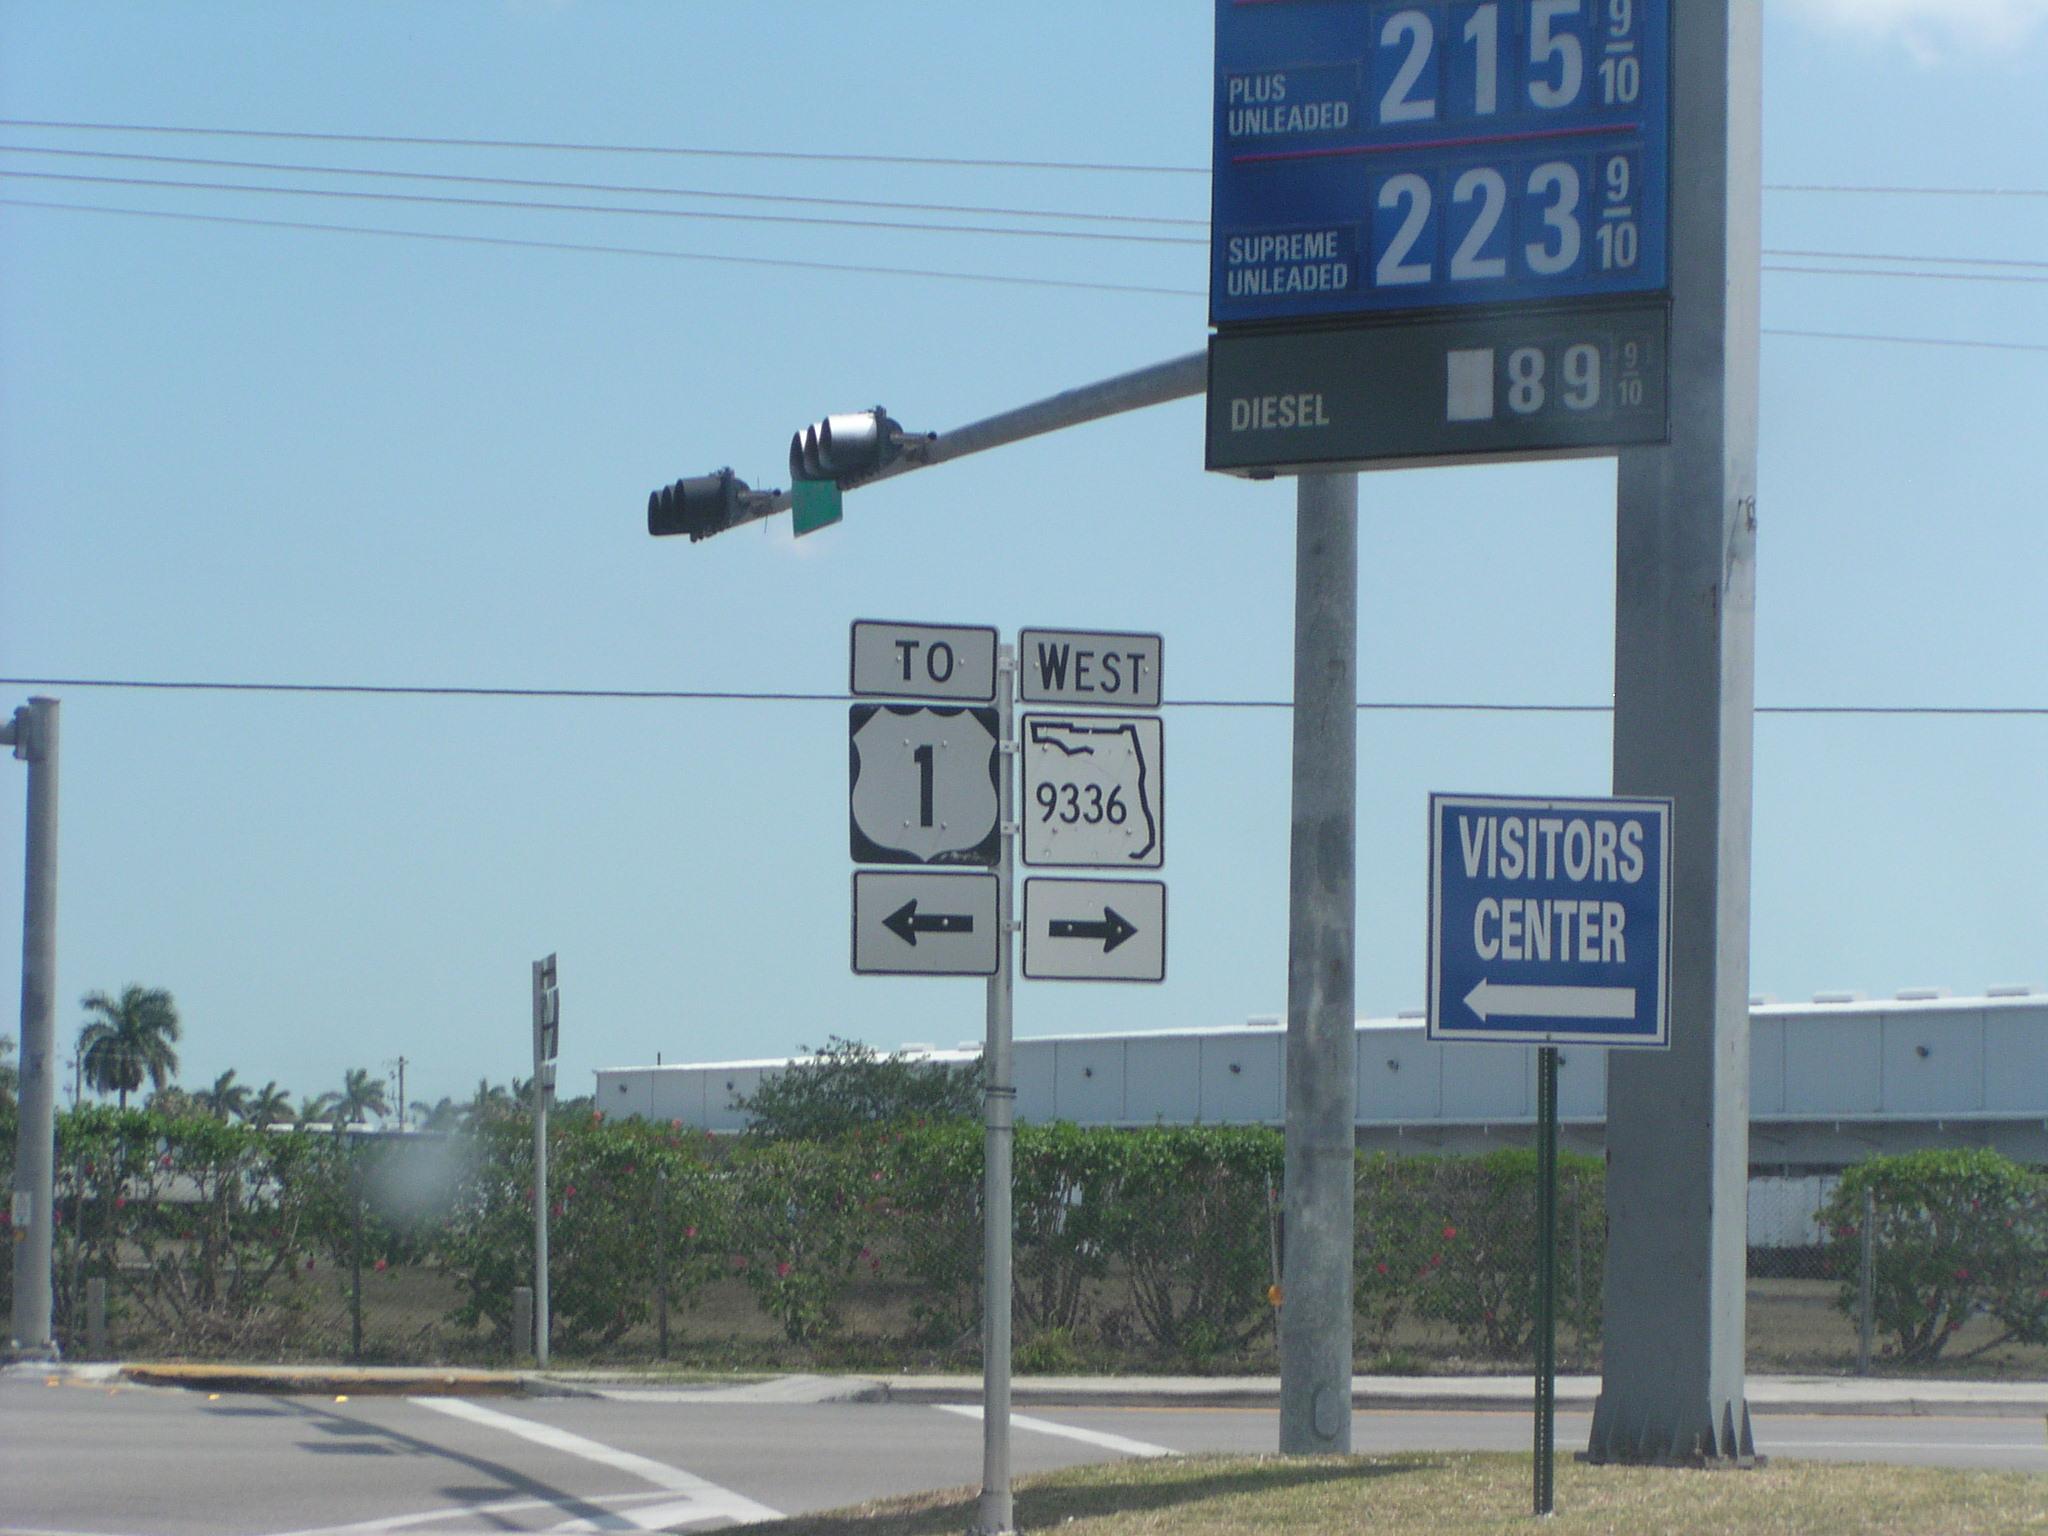 PLUS
UNLEADED
215 9/10
SUPREME
UNLEADED
223 9/10
DIESEL
89 9/10
TO
1
WEST
9336
VISITORS
CENTER